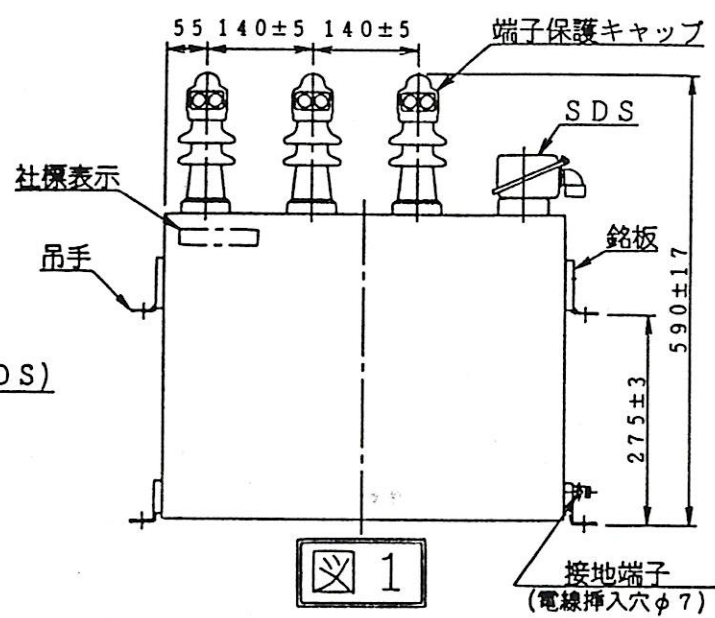 55 140±5 140±5
端子保護キャップ
SDS
社標表示
吊手
銘板
590±17
275±3
DS)
図1
接地端子
(電線挿入穴φ7)